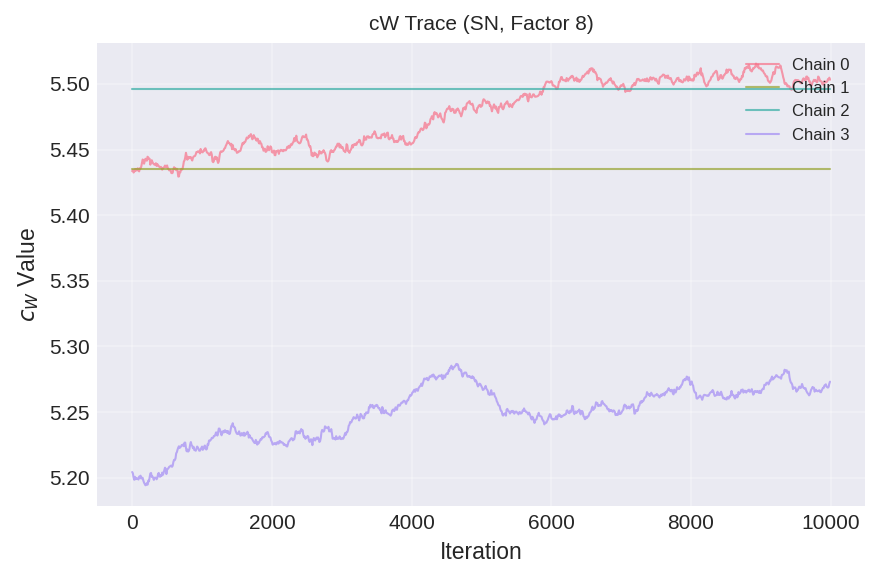 cW Trace (SN, Factor 8)
Chain 0
Chain 1
Chain 2
Chain 3
5.50
5.45
5.40
5.35
5.30
5.25
5.20
cW Value
0 2000 4000 6000 8000 10000
Iteration